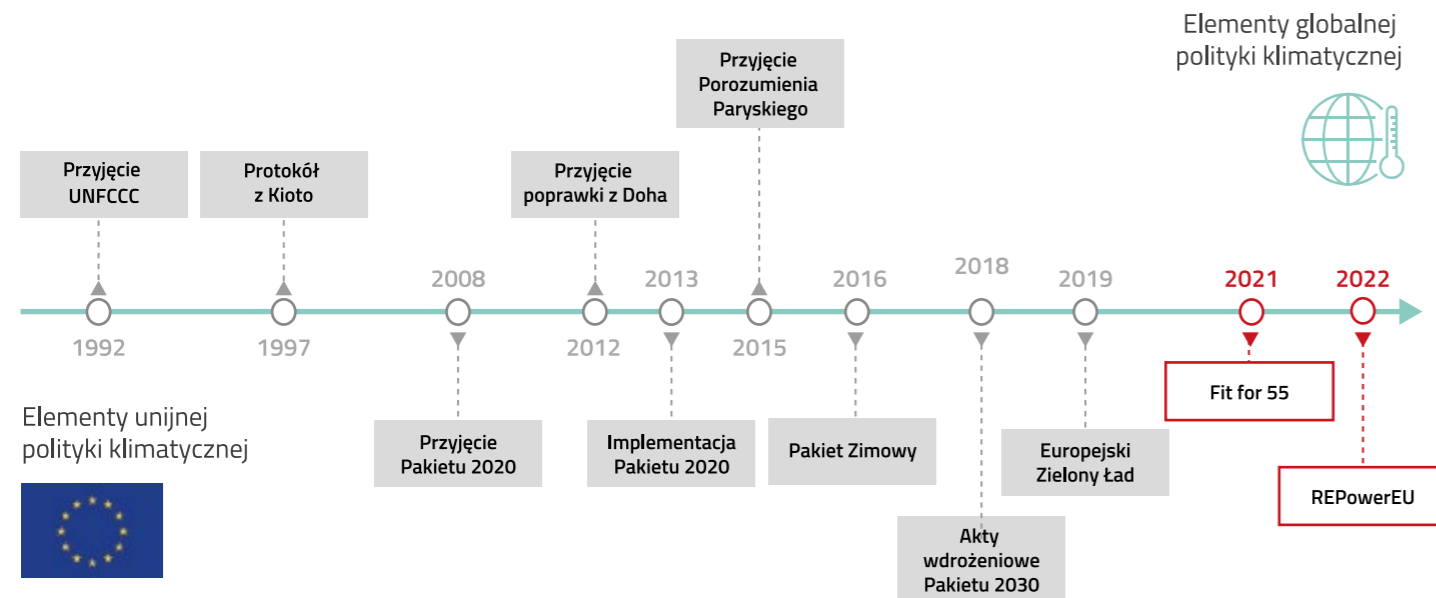 Elementy globalnej
polityki klimatycznej
Przyjęcie
Porozumienia
Paryskiego
Przyjęcie
UNFCCC
Protokół
z Kioto
Przyjęcie
poprawki z Doha
2008
2013
2016
2018
2019
2021
2022
1992
1997
2012
2015
Elementy unijnej
polityki klimatycznej
Przyjęcie
Pakietu 2020
Implementacja
Pakietu 2020
Pakiet Zimowy
Akty
wdrożeniowe
Pakietu 2030
Europejski
Zielony Ład
Fit for 55
REPowerEU